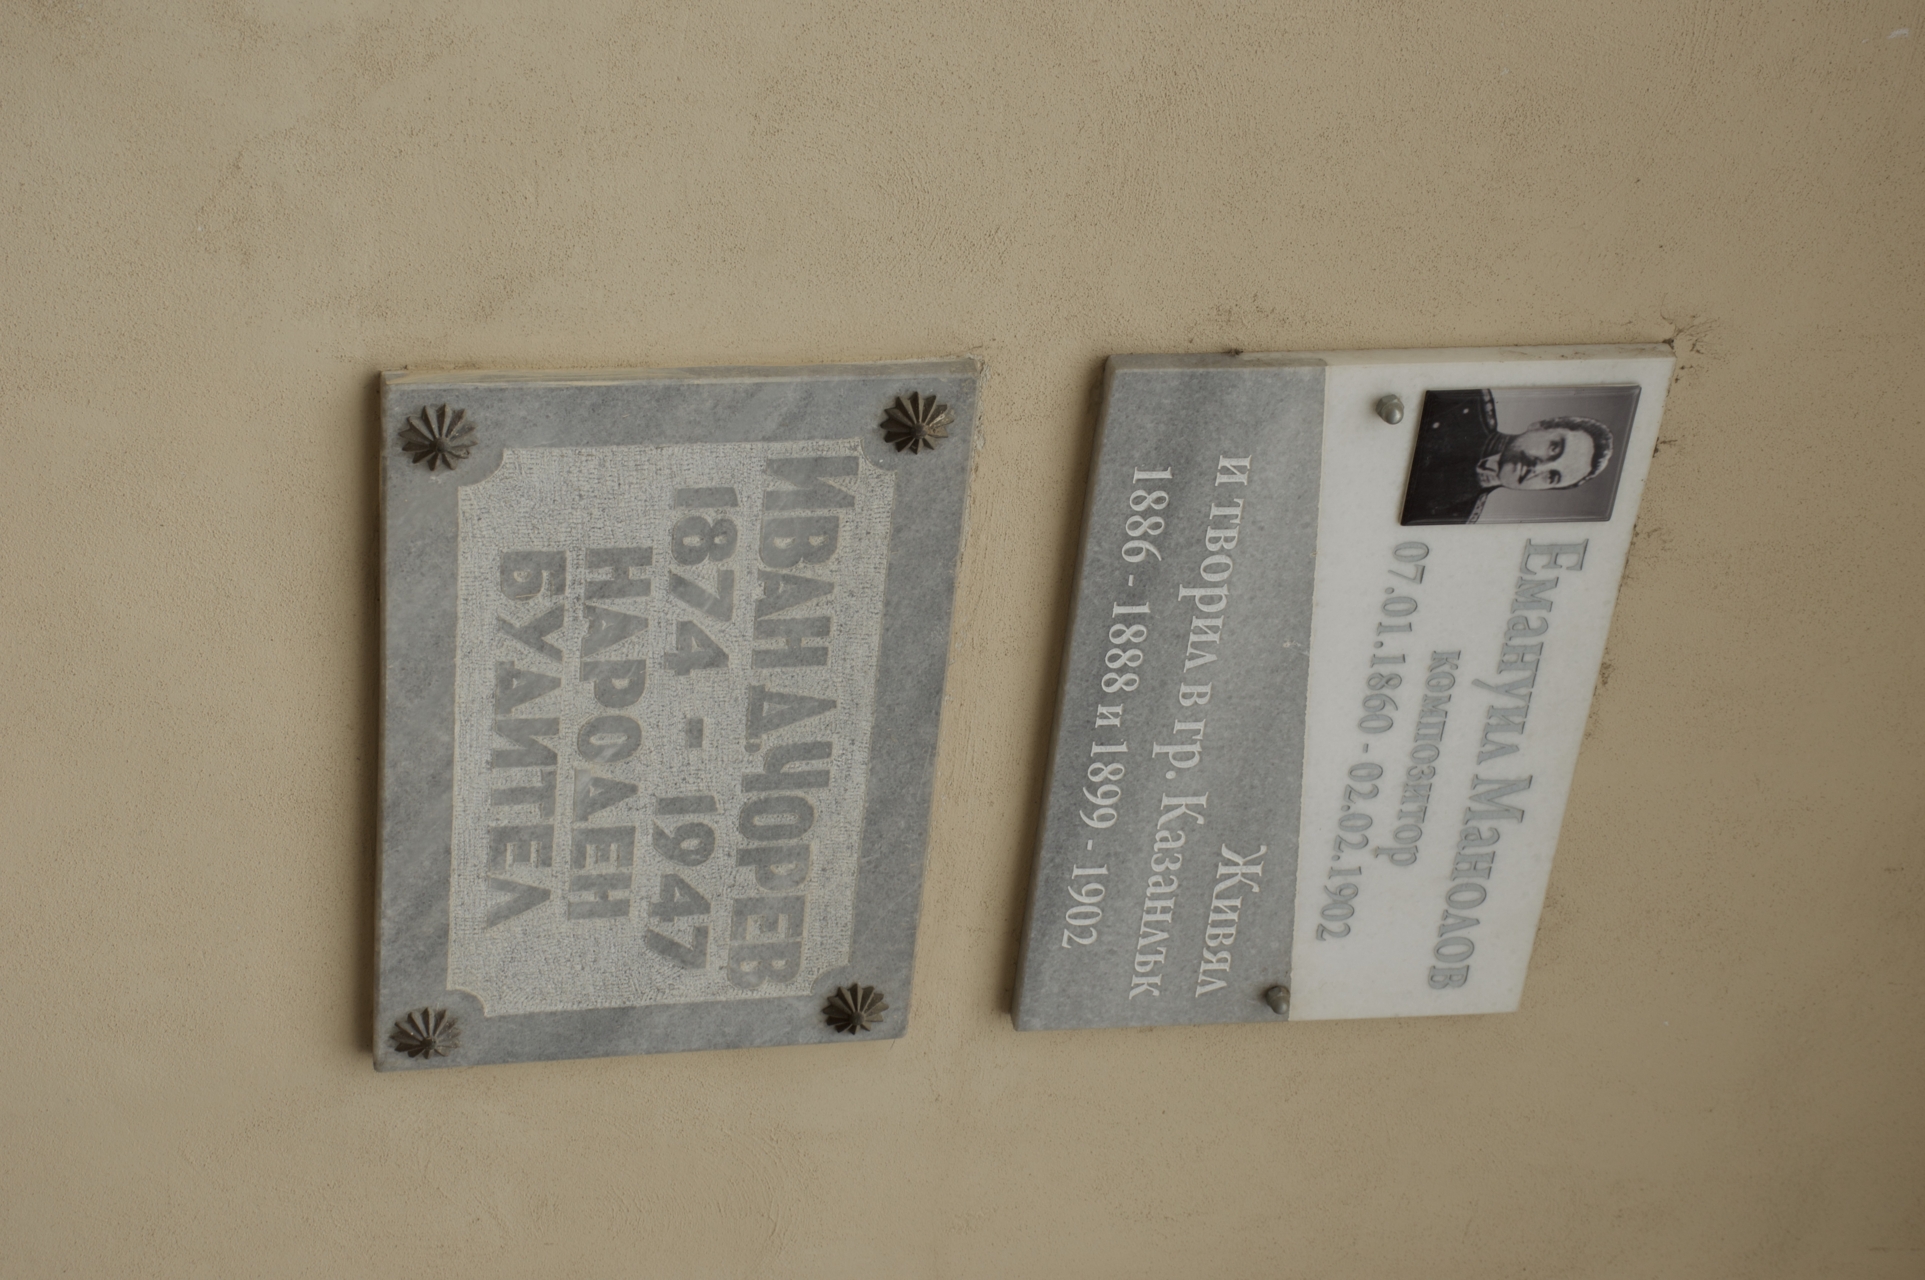 Емануил Манолов
композитор
07.01.1860 - 02.02.1902
Живял
и творил в гр. Казанлък
1886 - 1888 и 1899 - 1902
ИВАН Д. ЧОРЕВ
1874 - 1947
НАРОДЕН
БУДИТЕЛ